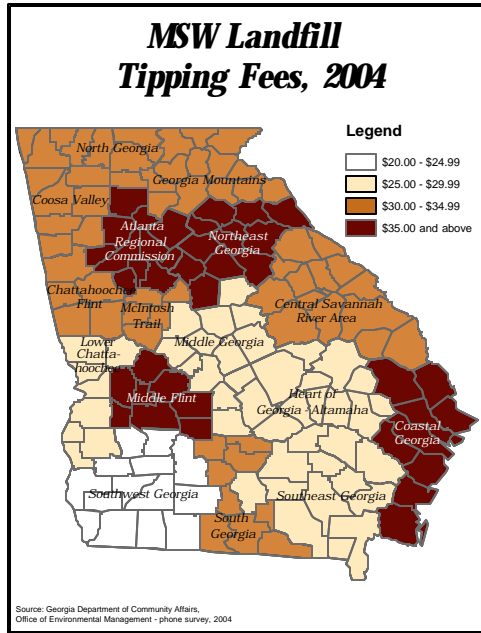 MSW Landfill
Tipping Fees, 2004
Legend
$20.00 - $24.99
$25.00 - $29.99
$30.00 - $34.99
$35.00 and above
North Georgia
Georgia Mountains
Coosa Valley
Atlanta
Regional
Commission
Northeast
Georgia
Chattahoochee
Flint
McIntosh
Trail
Central Savannah
River Area
Lower
Chatta-
hoochee
Middle Georgia
Middle Flint
Heart of
Georgia - Altamaha
Coastal
Georgia
Southwest Georgia
Southeast Georgia
South
Georgia
Source: Georgia Department of Community Affairs,
Office of Environmental Management - phone survey, 2004